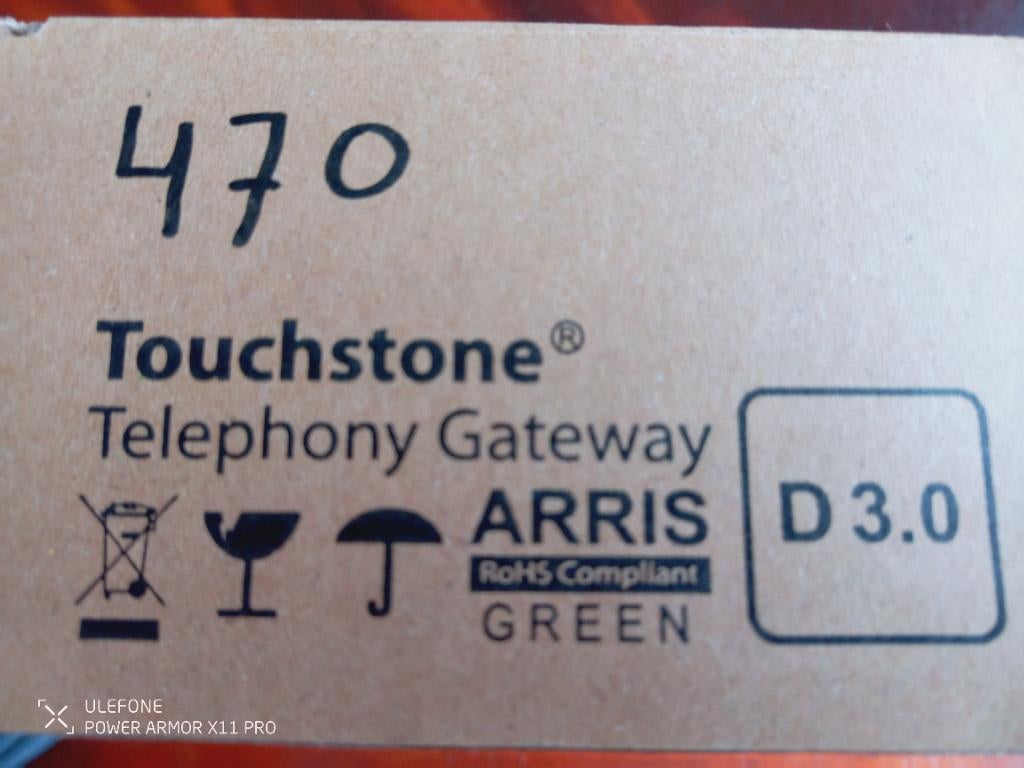 470
Touchstone®
Telephony Gateway
ARRIS
RoHS Compliant
GREEN
D 3.0
ULEFONE
POWER ARMOR X11 PRO